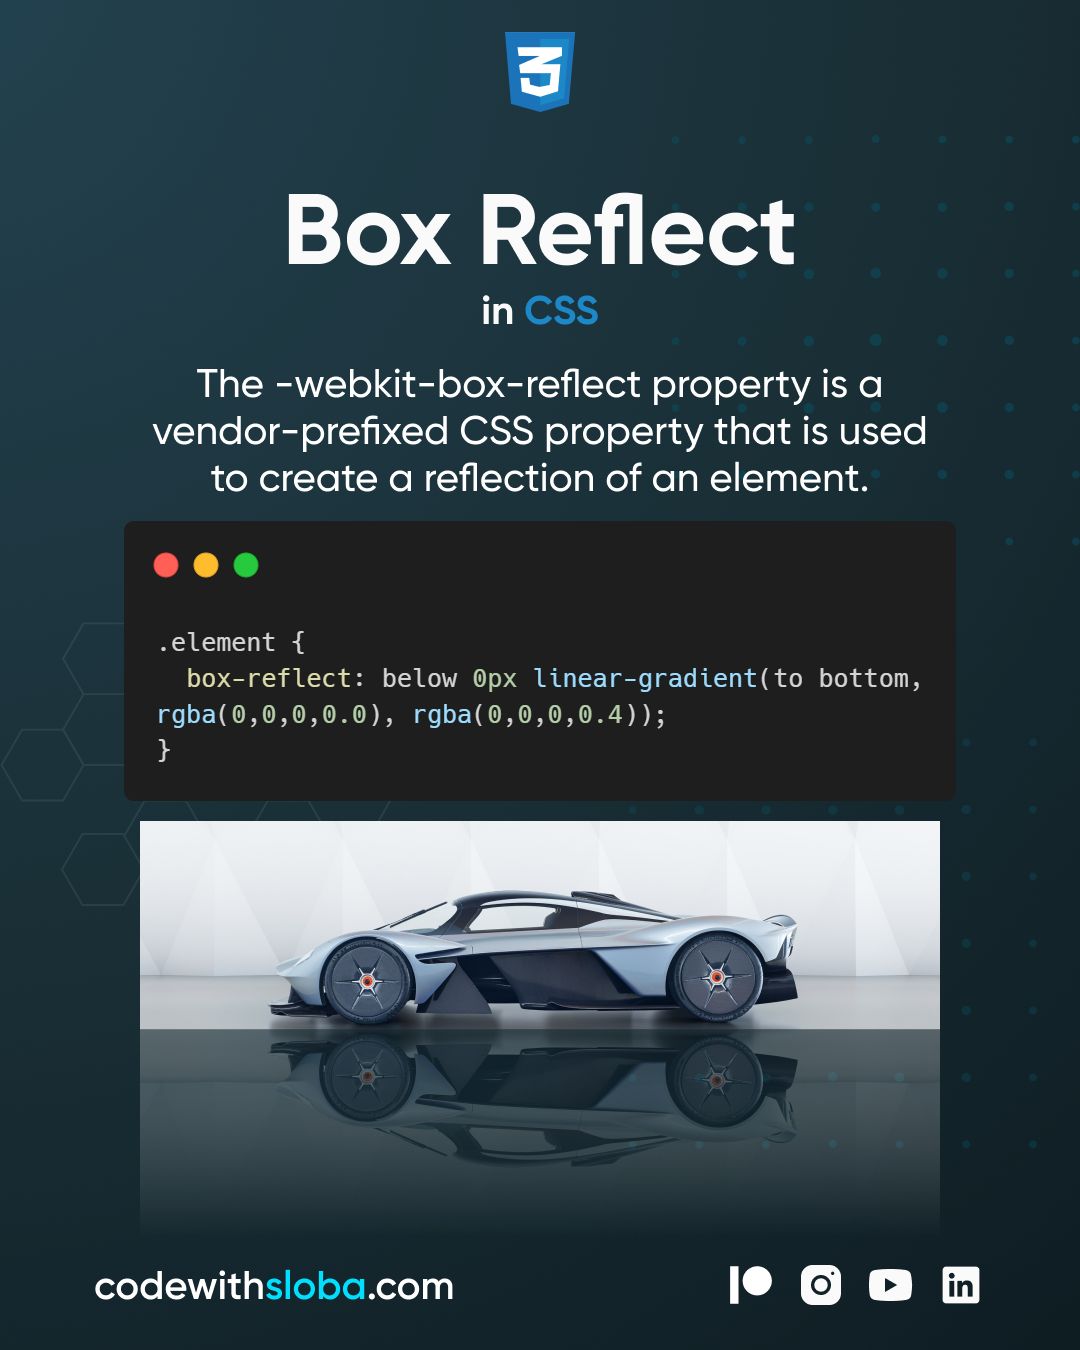 Box Reflect
in CSS
The -webkit-box-reflect property is a
vendor-prefixed CSS property that is used
to create a reflection of an element.
.element {
  box-reflect: below 0px linear-gradient(to bottom,
rgba(0,0,0,0.0), rgba(0,0,0,0.4));
}
codewithsloba.com